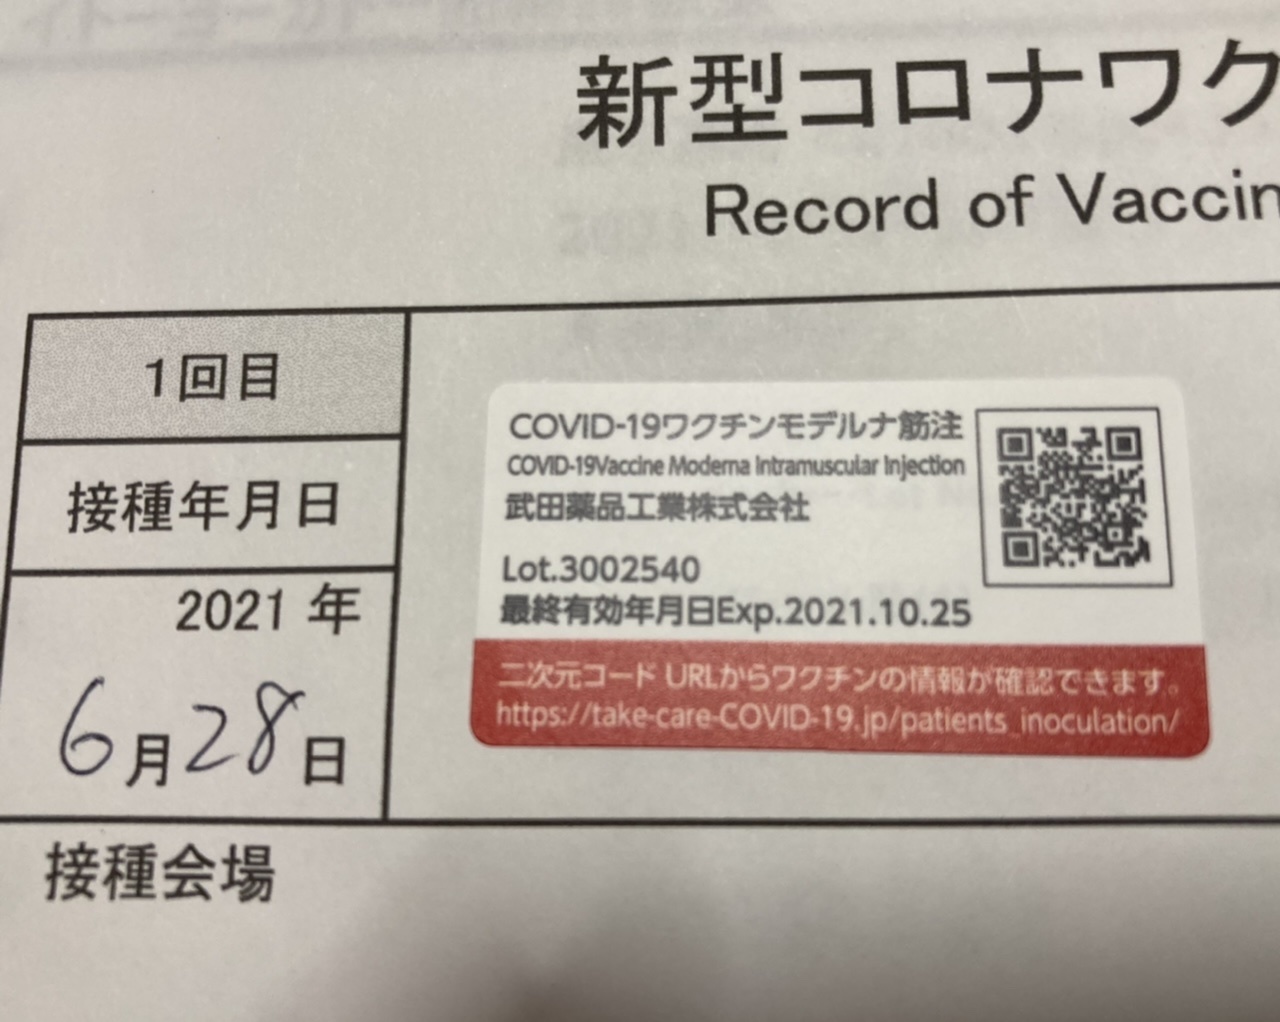 新型コロナワク
Record of Vaccin
1回目
接種年月日
2021 年
6月28日
COVID-19ワクチンモデルナ筋注
COVID-19Vaccine Moderna Intramuscular Injection
武田薬品工業株式会社
Lot.3002540
最終有効年月日Exp.2021.10.25
二次元コード URLからワクチンの情報が確認できます。
https://take-care-COVID-19.jp/patients_inoculation/
接種会場